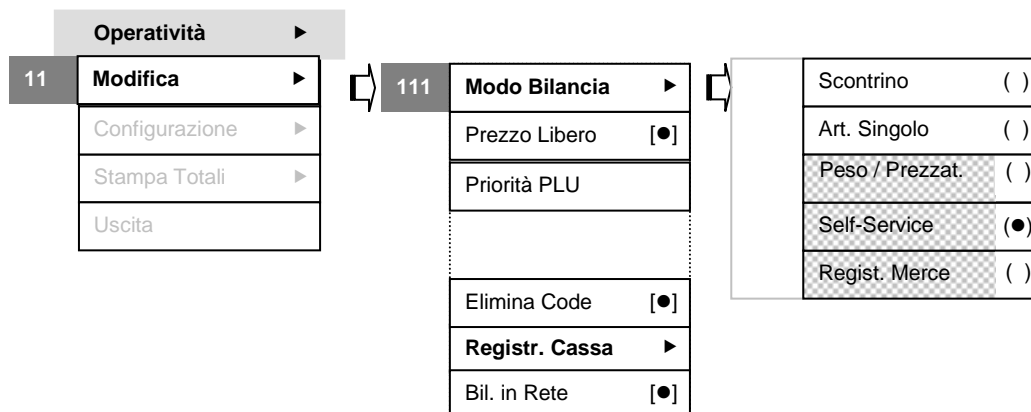 Operatività ►
11 Modifica ►
Configurazione ►
Stampa Totali ►
Uscita
111 Modo Bilancia ►
Prezzo Libero [●]
Priorità PLU
Elimina Code [●]
Registr. Cassa ►
Bil. in Rete [●]
Scontrino ( )
Art. Singolo ( )
Peso / Prezzat. ( )
Self-Service (●)
Regist. Merce ( )